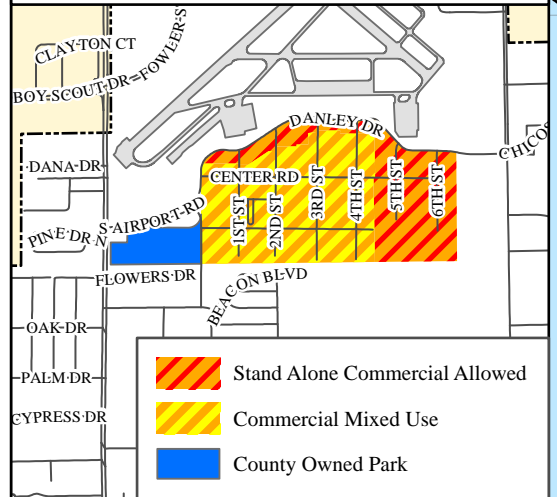 CLAYTON CT
FOWLER S
BOY-SCOUT DR
DANLEY DR
CHICOS
DANA DR
CENTER RD
1ST ST
2ND ST
3RD ST
4TH ST
5TH ST
6TH ST
S AIRPORT RD
PINE DR N
FLOWERS DR
BEACON BLVD
OAK DR
PALM DR
CYPRESS DR
Stand Alone Commercial Allowed
Commercial Mixed Use
County Owned Park